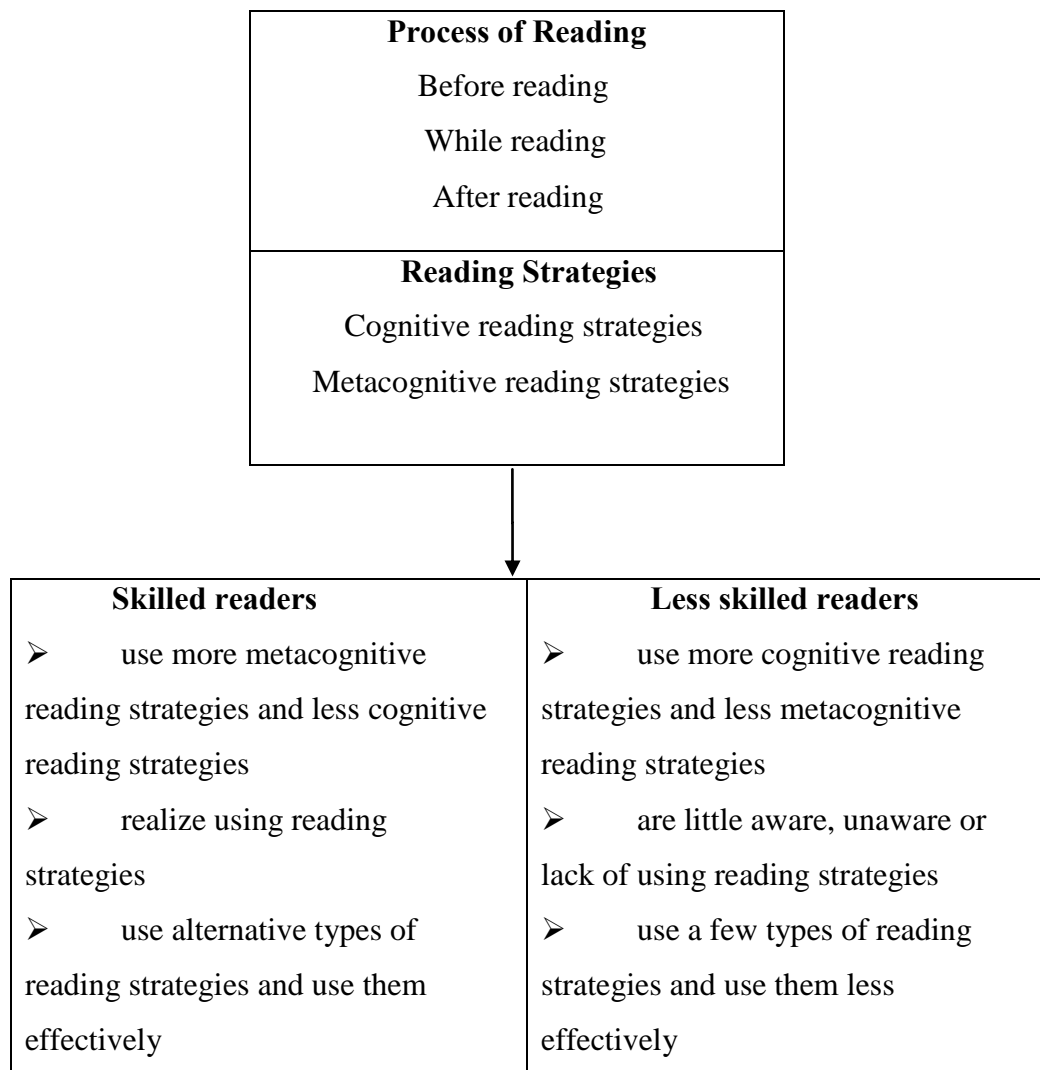 Process of Reading
Before reading
While reading
After reading
Reading Strategies
Cognitive reading strategies
Metacognitive reading strategies
Skilled readers
➢ use more metacognitive
reading strategies and less cognitive
reading strategies
➢ realize using reading
strategies
➢ use alternative types of
reading strategies and use them
effectively
Less skilled readers
➢ use more cognitive reading
strategies and less metacognitive
reading strategies
➢ are little aware, unaware or
lack of using reading strategies
➢ use a few types of reading
strategies and use them less
effectively